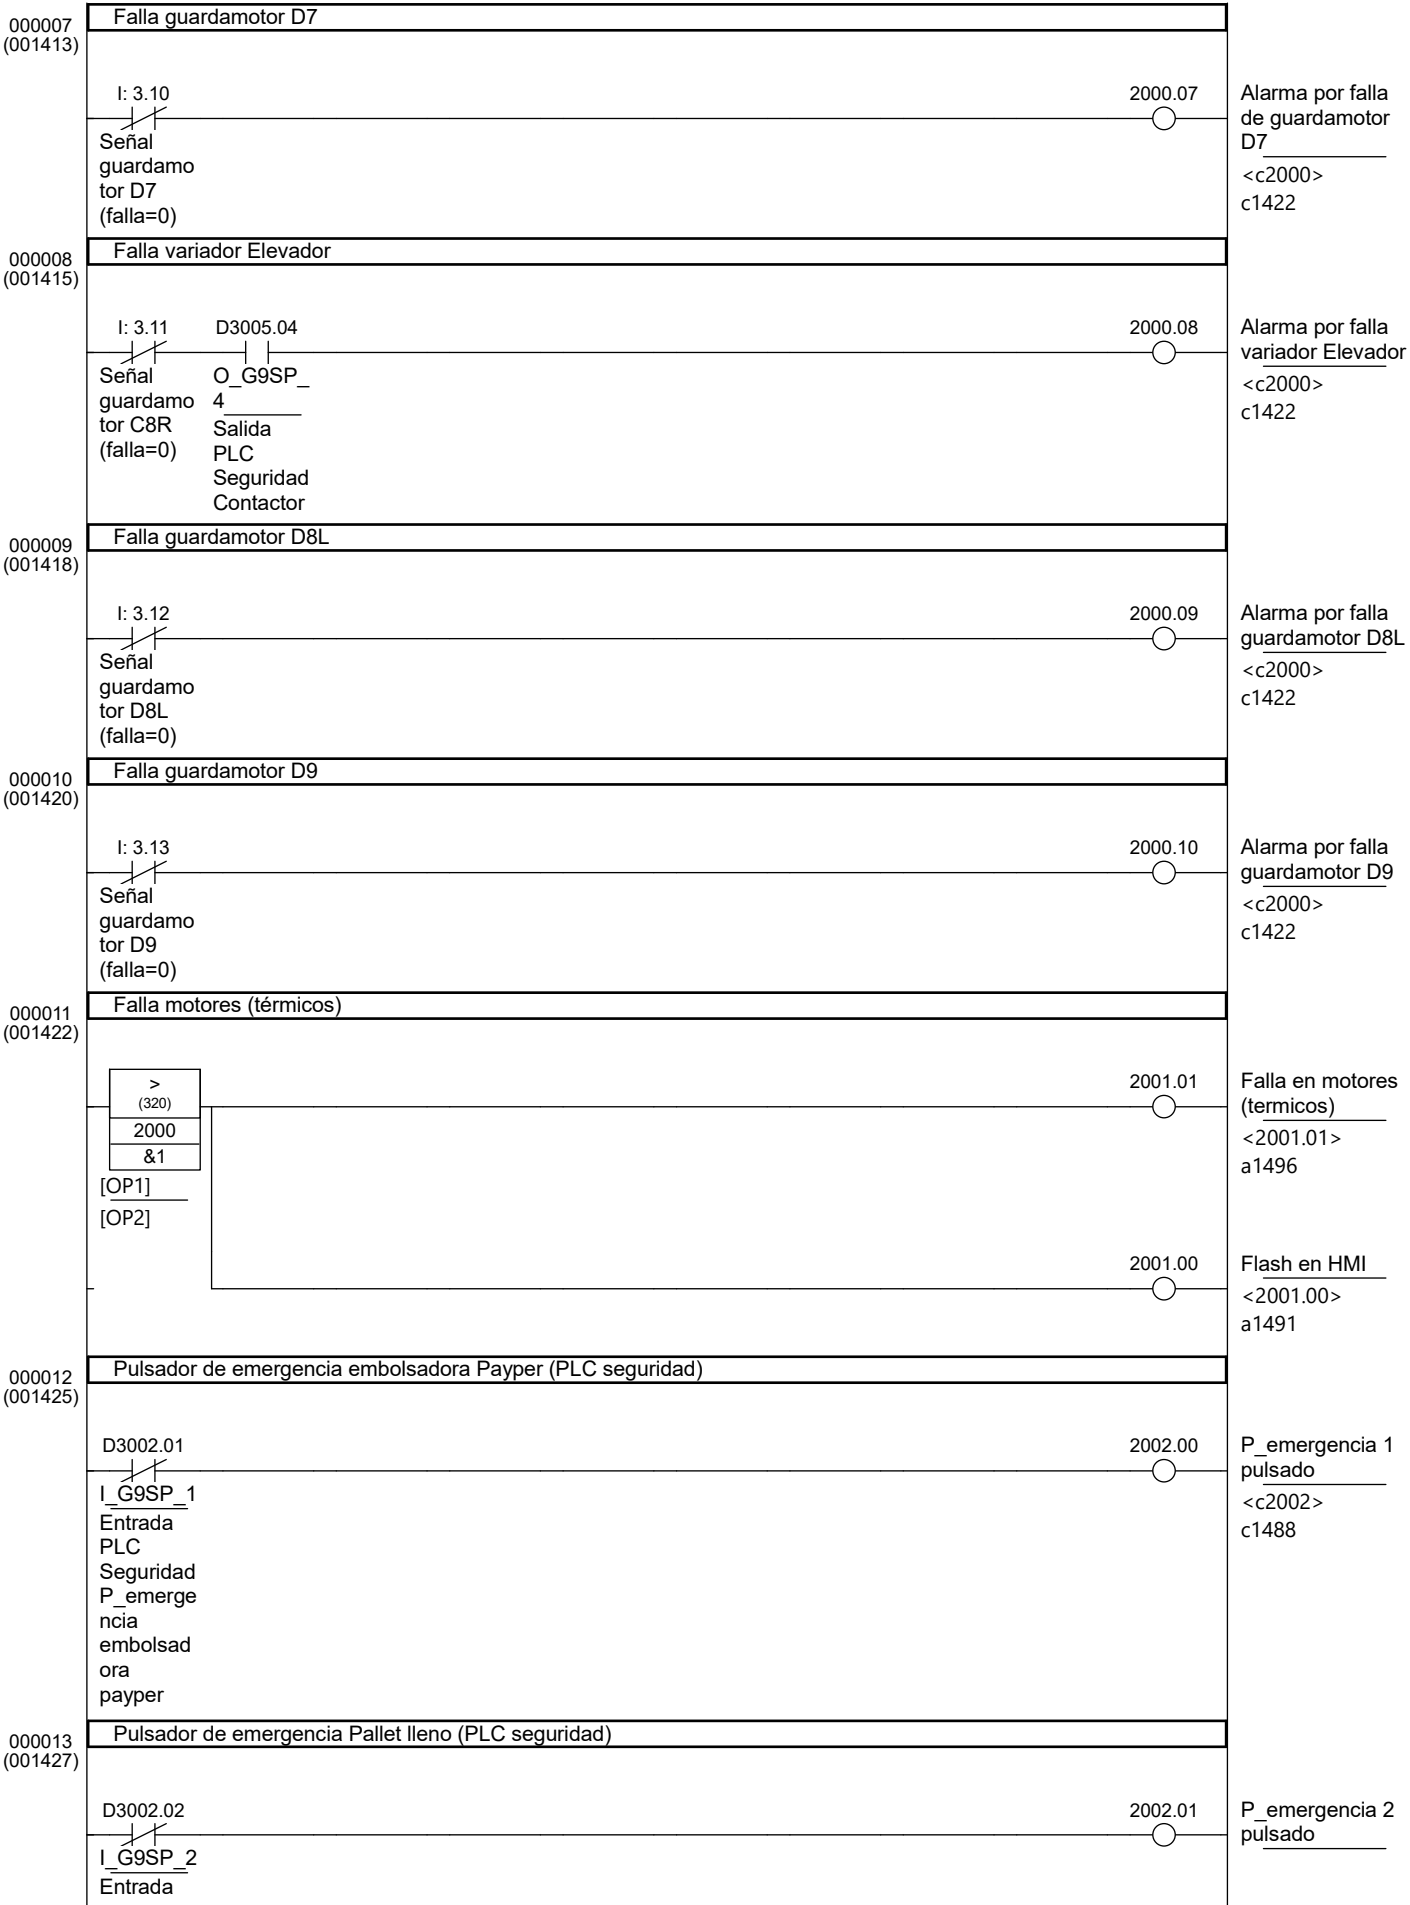 000007
(001413)
Falla guardamotor D7
I: 3.10
Señal
guardamo
tor D7
(falla=0)
2000.07
Alarma por falla
de guardamotor
D7
<c2000>
c1422
000008
(001415)
Falla variador Elevador
I: 3.11
Señal
guardamo
tor C8R
(falla=0)
D3005.04
O_G9SP_
4
Salida
PLC
Seguridad
Contactor
2000.08
Alarma por falla
variador Elevador
<c2000>
c1422
000009
(001418)
Falla guardamotor D8L
I: 3.12
Señal
guardamo
tor D8L
(falla=0)
2000.09
Alarma por falla
guardamotor D8L
<c2000>
c1422
000010
(001420)
Falla guardamotor D9
I: 3.13
Señal
guardamo
tor D9
(falla=0)
2000.10
Alarma por falla
guardamotor D9
<c2000>
c1422
000011
(001422)
Falla motores (térmicos)
>
(320)
2000
&1
[OP1]
[OP2]
2001.01
Falla en motores
(termicos)
<2001.01>
a1496
2001.00
Flash en HMI
<2001.00>
a1491
000012
(001425)
Pulsador de emergencia embolsadora Payper (PLC seguridad)
D3002.01
I_G9SP_1
Entrada
PLC
Seguridad
P_emerge
ncia
embolsad
ora
payper
2002.00
P_emergencia 1
pulsado
<c2002>
c1488
000013
(001427)
Pulsador de emergencia Pallet lleno (PLC seguridad)
D3002.02
I_G9SP_2
Entrada
2002.01
P_emergencia 2
pulsado